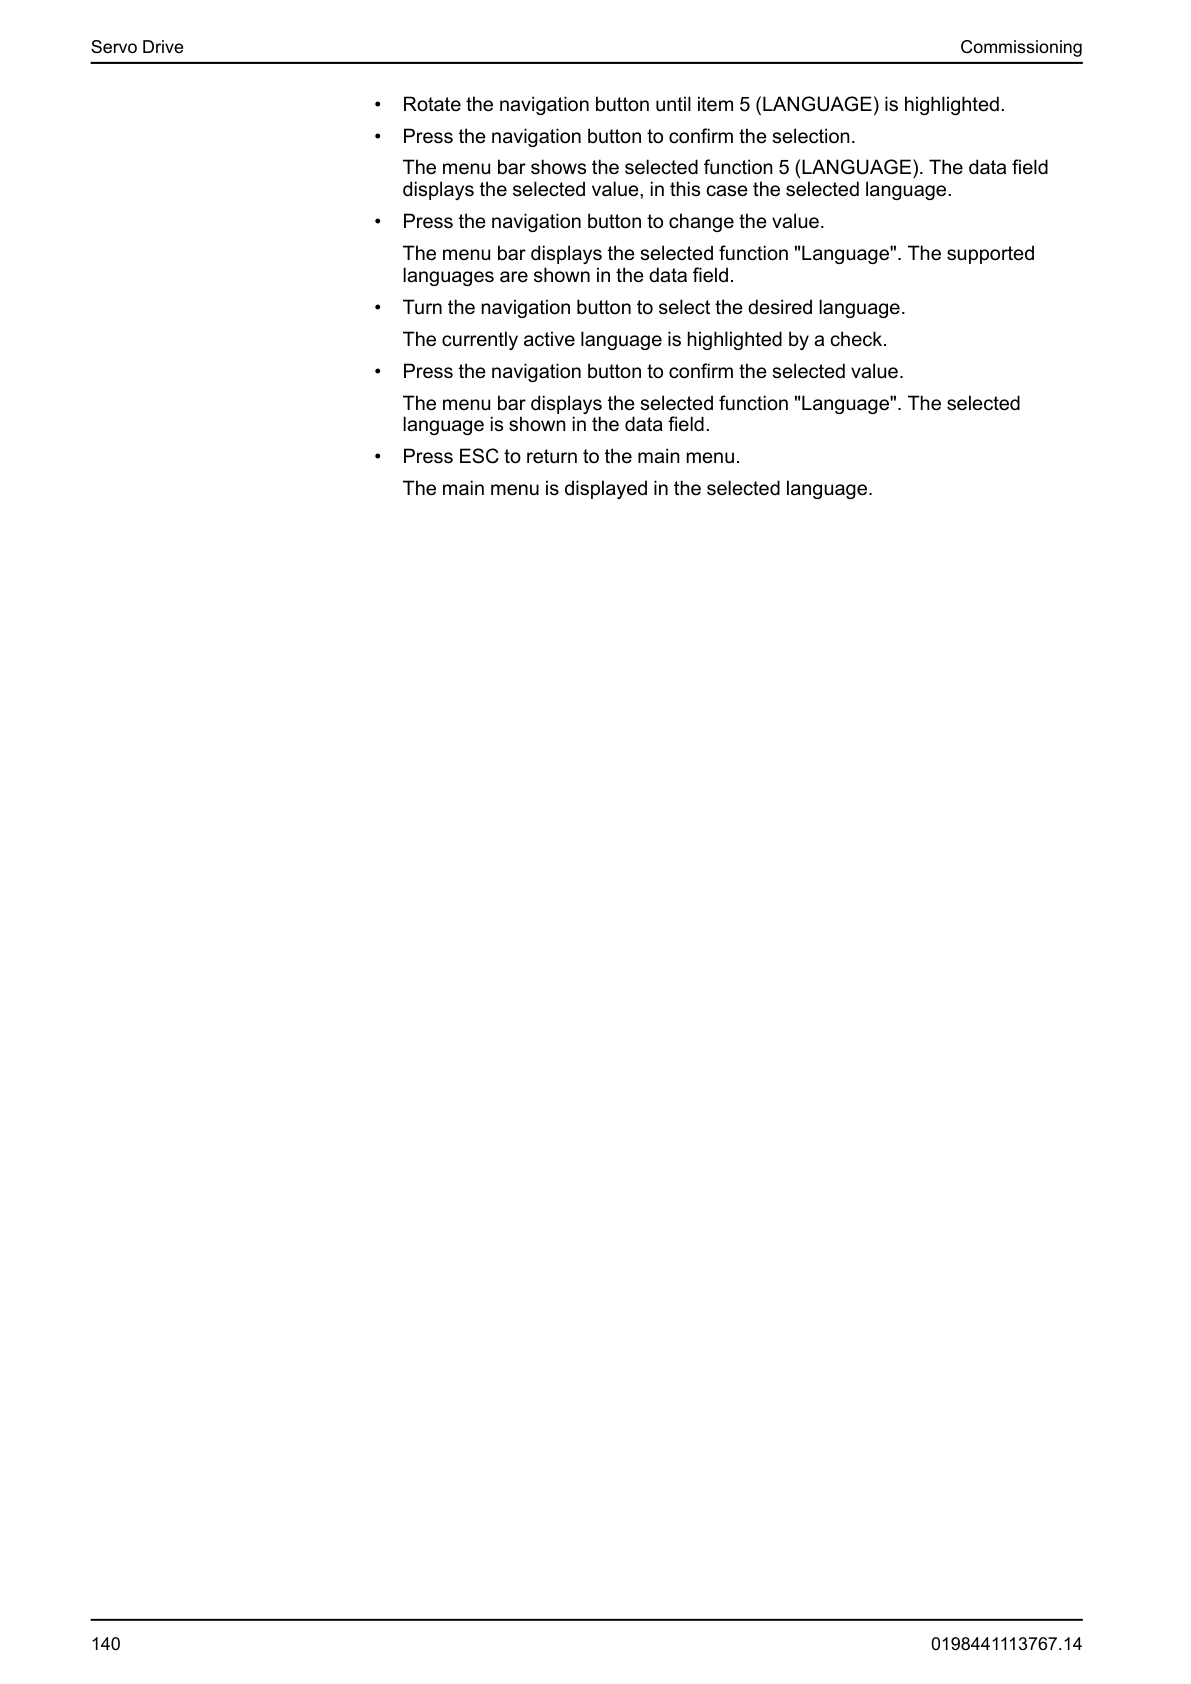 Servo Drive
Commissioning
• Rotate the navigation button until item 5 (LANGUAGE) is highlighted.
• Press the navigation button to confirm the selection.
The menu bar shows the selected function 5 (LANGUAGE). The data field
displays the selected value, in this case the selected language.
• Press the navigation button to change the value.
The menu bar displays the selected function "Language". The supported
languages are shown in the data field.
• Turn the navigation button to select the desired language.
The currently active language is highlighted by a check.
• Press the navigation button to confirm the selected value.
The menu bar displays the selected function "Language". The selected
language is shown in the data field.
• Press ESC to return to the main menu.
The main menu is displayed in the selected language.
140
0198441113767.14